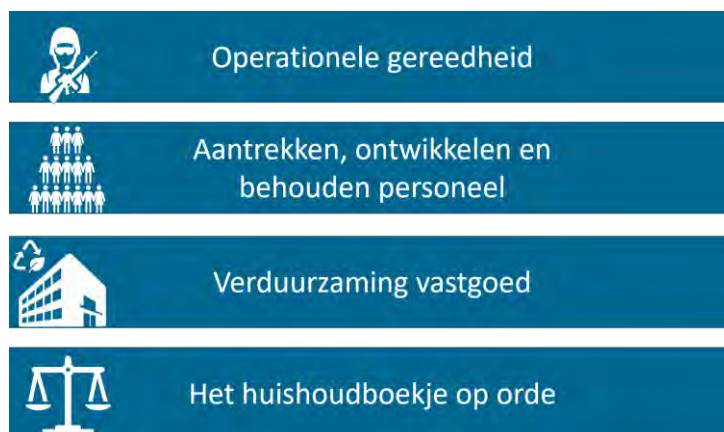 Operationele gereedheid
Aantrekken, ontwikkelen en
behouden personeel
Verduurzaming vastgoed
Het huishoudboekje op orde